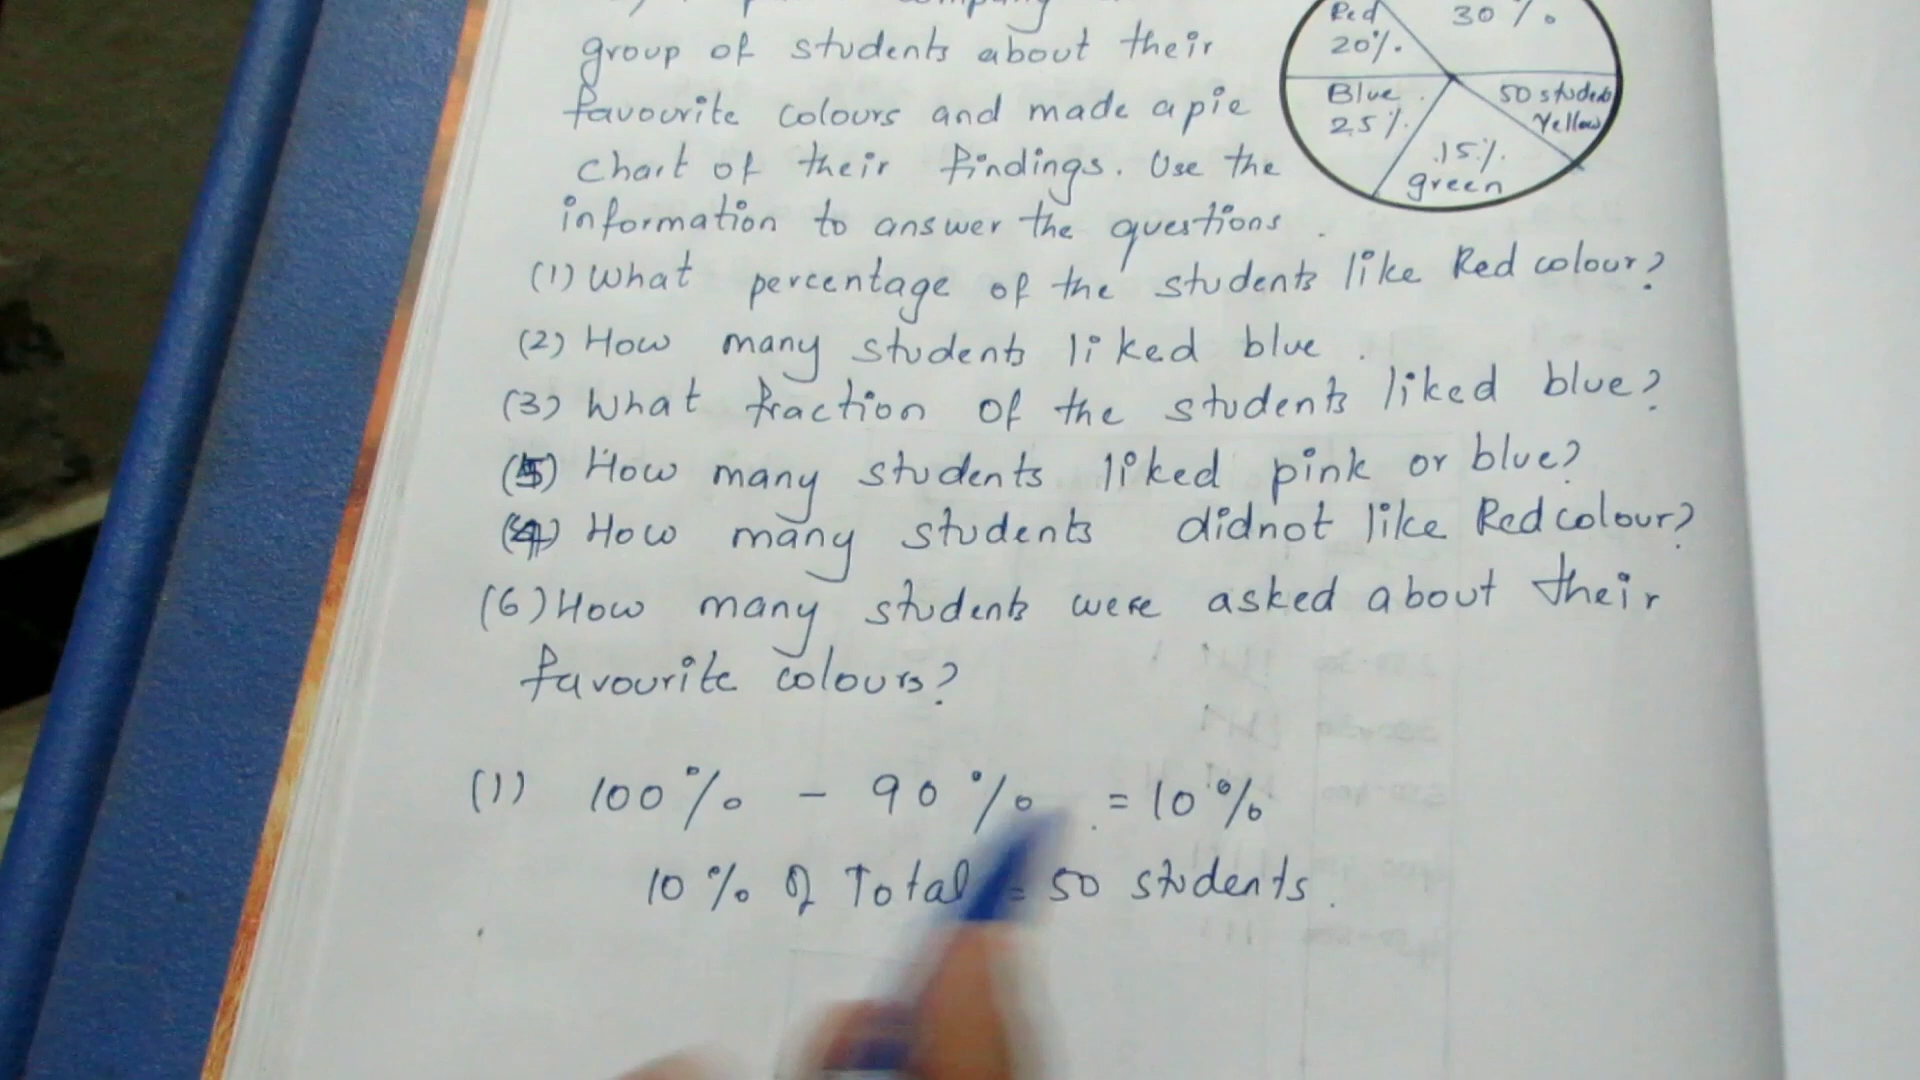 company
group of students about their
favourite colours and made a pie
chart of their findings. Use the
information to answer the questions.
Red
20%.
30%
Blue
25%.
50 students
Yellow
15%.
green
(1) What percentage of the students like Red colour?
(2) How many students liked blue.
(3) What fraction of the students liked blue?
(5) How many students liked pink or blue?
(4) How many students didnot like Red colour?
(6) How many students were asked about their
favourite colours?
(1) 100% - 90% = 10%
10% of Total = 50 students.